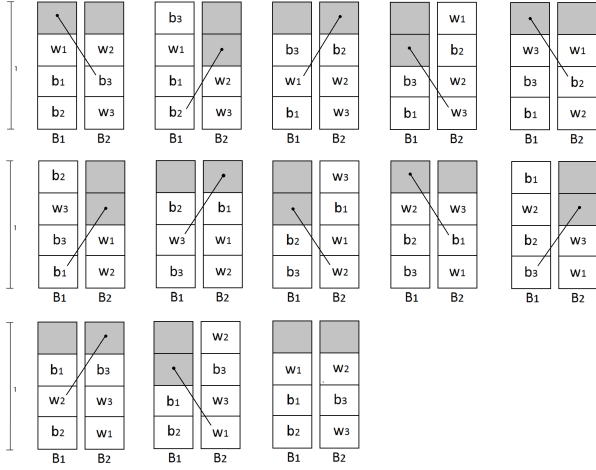 b3 w1
w1 w2 w1 b3 b2 b2 w3 w1
1
b1 b3 b1 w2 w1 w2 b3 w2 b3 b2
b2 w3 b2 w3 b1 w3 b1 w3 b1 w2
B1 B2 B1 B2 B1 B2 B1 B2 B1 B2
b2 w3 b1
w3 b2 b1 b1 w2 w3 w2
1
b3 w1 w3 w1 b2 w1 b2 b1 b2 w3
b1 w2 b3 w2 b3 w2 b3 w1 b3 w1
B1 B2 B1 B2 B1 B2 B1 B2 B1 B2
w2
b1 b3 b3 w1 w2
1
w2 w3 b1 w3 b1 b3
b2 w1 b2 w1 b2 w3
B1 B2 B1 B2 B1 B2